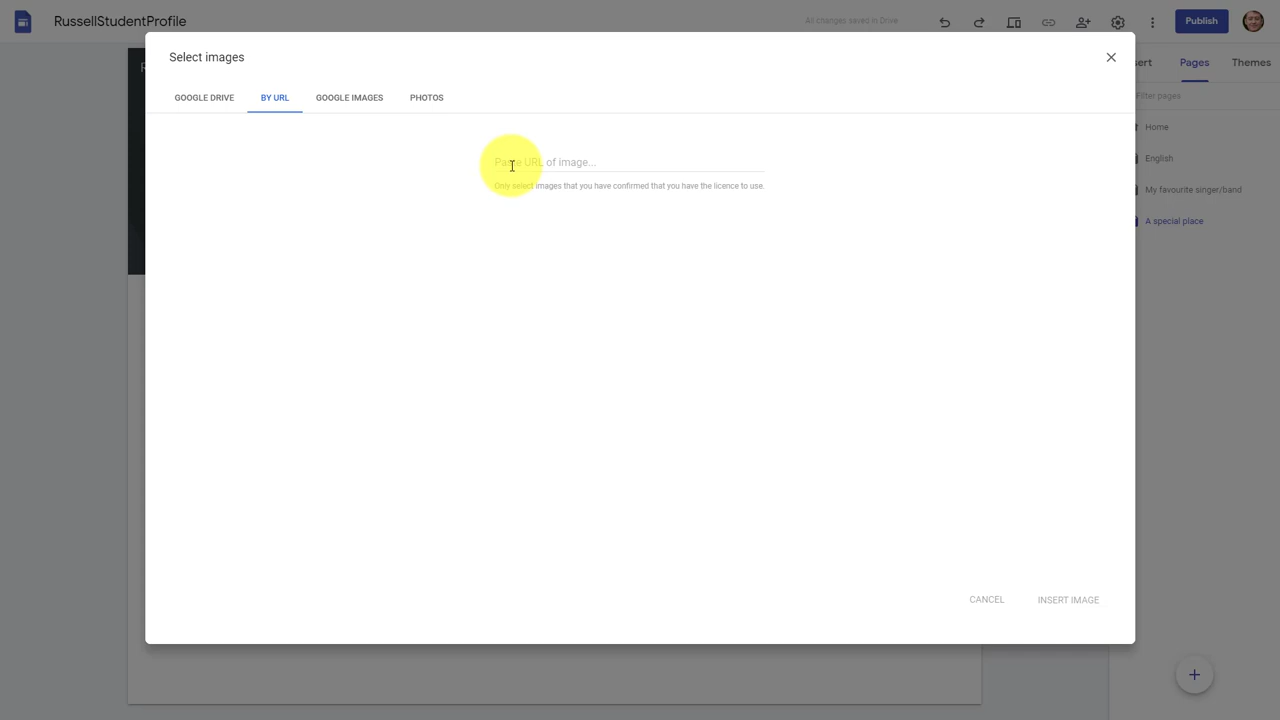 RussellStudentProfile
All changes saved in Drive
Publish
Select images
GOOGLE DRIVE
BY URL
GOOGLE IMAGES
PHOTOS
Paste URL of image...
Only select images that you have confirmed that you have the licence to use.
CANCEL
INSERT IMAGE
Pages
Themes
Filter pages
Home
English
My favourite singer/band
A special place